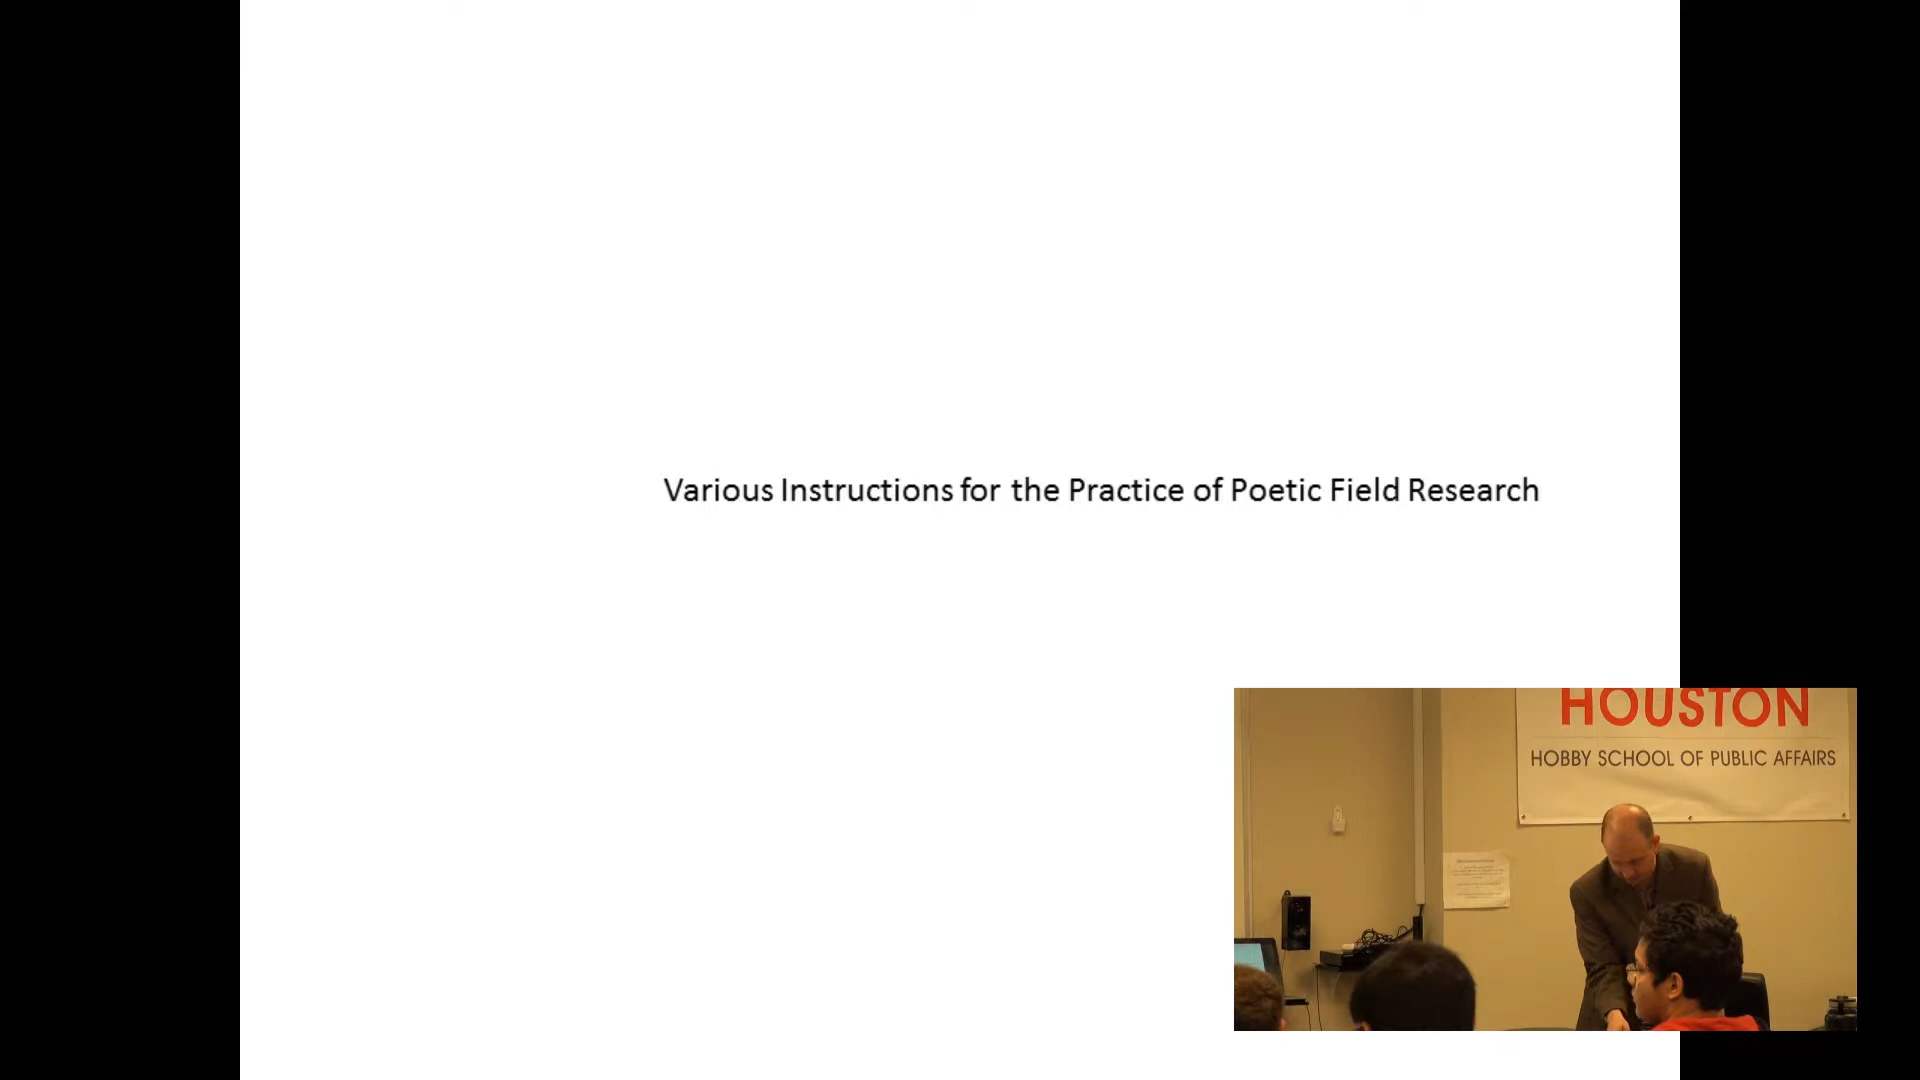 Various Instructions for the Practice of Poetic Field Research
HOUSTON
HOBBY SCHOOL OF PUBLIC AFFAIRS